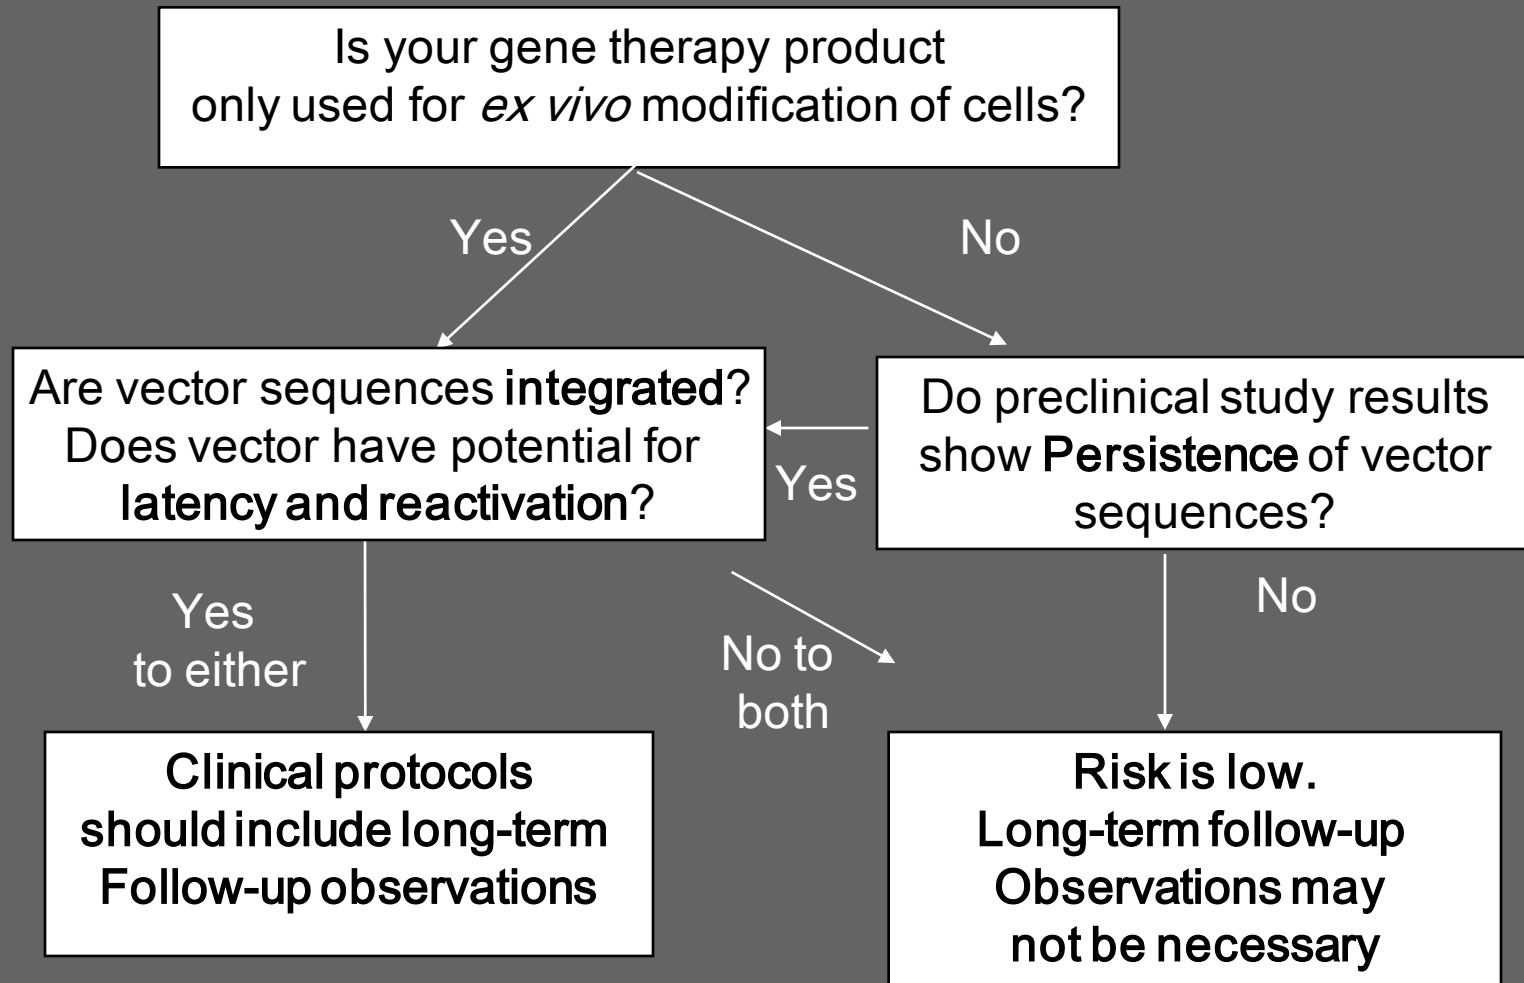 Is your gene therapy product
only used for ex vivo modification of cells?
Yes
No
Are vector sequences integrated?
Does vector have potential for
latency and reactivation?
Yes
Do preclinical study results
show Persistence of vector
sequences?
Yes
to either
No to
both
No
Clinical protocols
should include long-term
Follow-up observations
Risk is low.
Long-term follow-up
Observations may
not be necessary